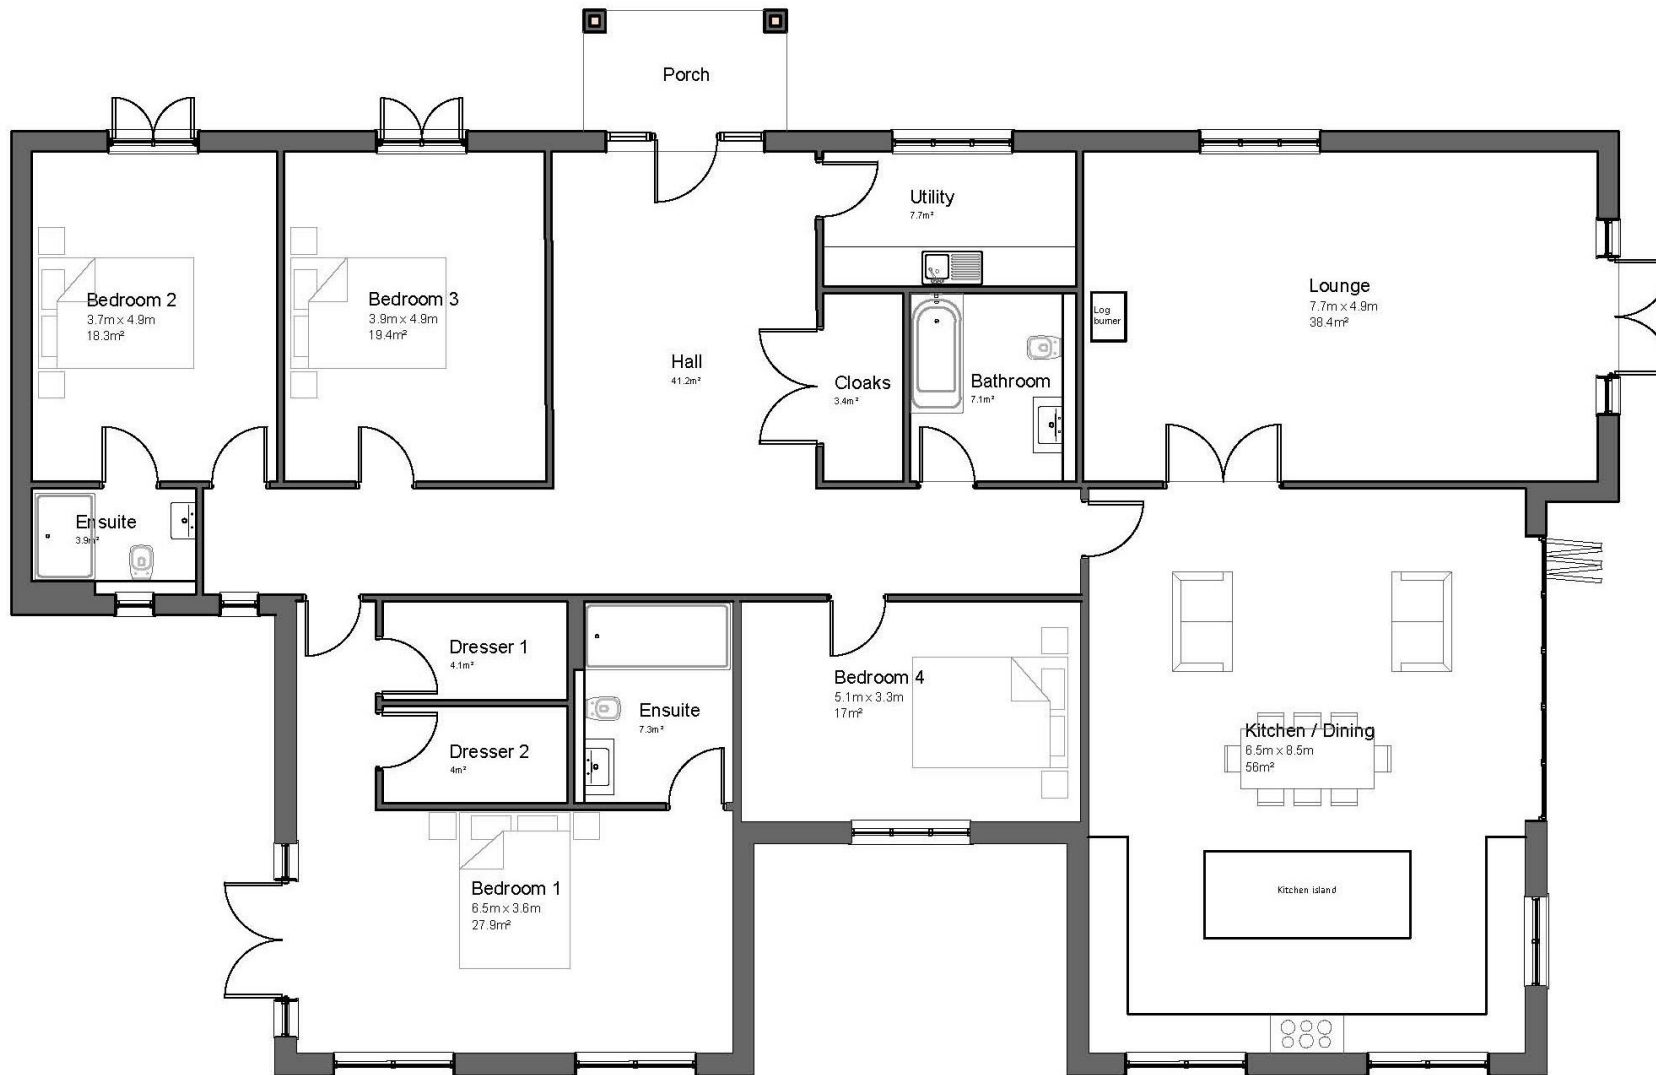 Porch
Utility
7.7m²
Bedroom 2
3.7m x 4.9m
18.3m²
Bedroom 3
3.9m x 4.9m
19.4m²
Lounge
7.7m x 4.9m
38.4m²
Log
burner
Hall
41.2m²
Cloaks
3.4m²
Bathroom
7.1m²
Ensuite
3.9m²
Dresser 1
4.1m²
Dresser 2
4m²
Ensuite
7.3m²
Bedroom 4
5.1m x 3.3m
17m²
Kitchen / Dining
6.5m x 8.5m
56m²
Bedroom 1
6.5m x 3.6m
27.9m²
Kitchen island